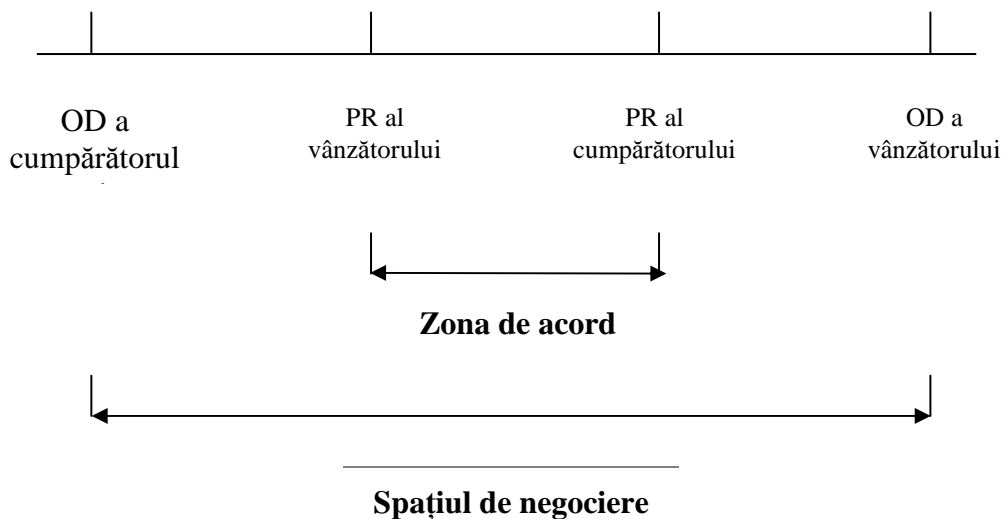 OD a
cumpărătorul
PR al
vânzătorului
PR al
cumpărătorului
OD a
vânzătorului
Zona de acord
Spațiul de negociere